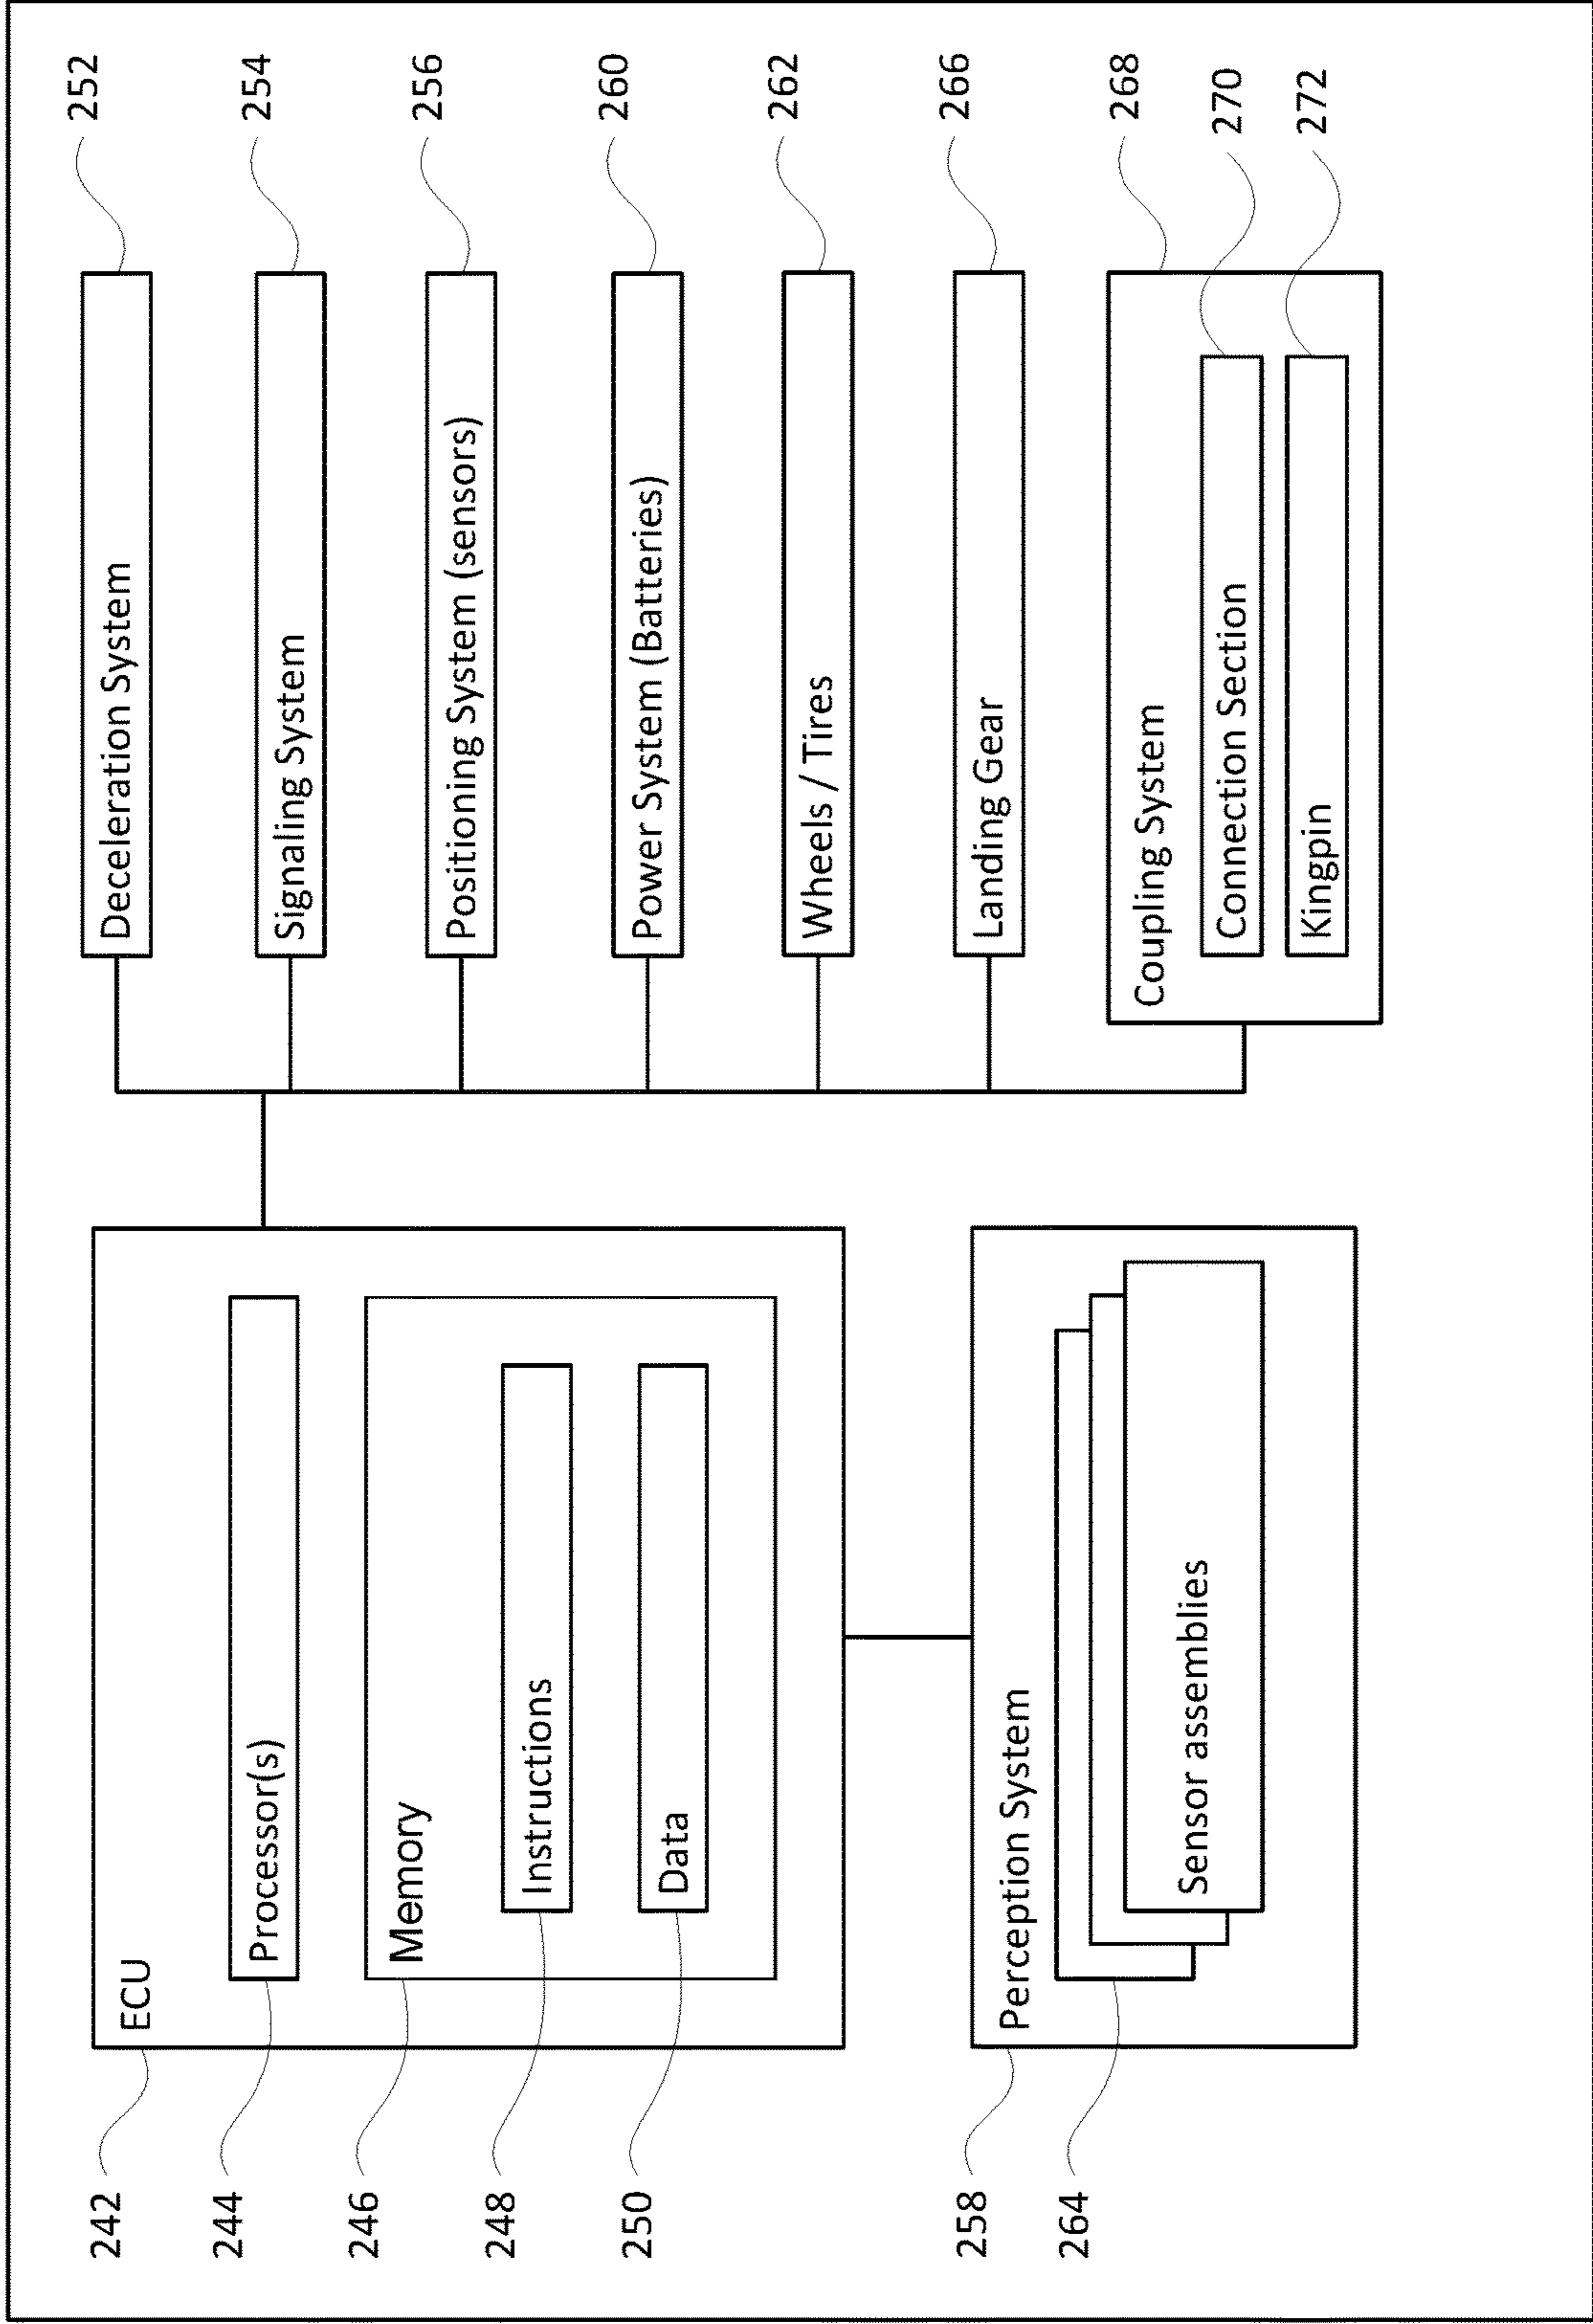 242
ECU
244
Processor(s)
246
Memory
248
Instructions
250
Data
258
Perception System
264
Sensor assemblies
Deceleration System
252
Signaling System
254
Positioning System (sensors)
256
Power System (Batteries)
260
Wheels / Tires
262
Landing Gear
266
Coupling System
268
Connection Section
270
Kingpin
272